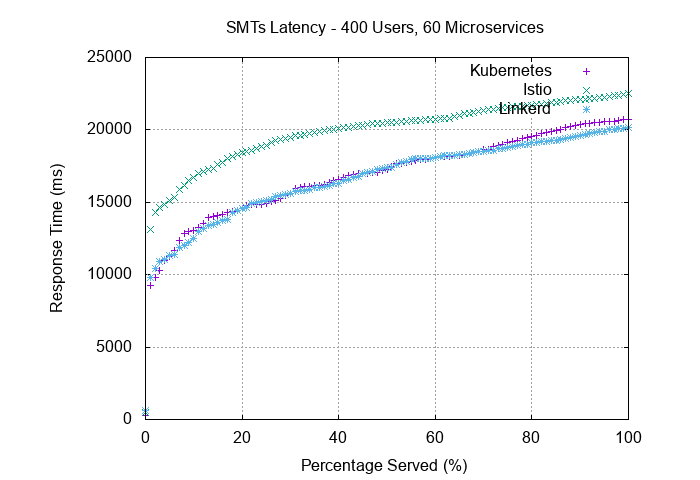 SMTs Latency - 400 Users, 60 Microservices
25000
20000
15000
10000
5000
0
Response Time (ms)
Kubernetes
Istio
Linkerd
0 20 40 60 80 100
Percentage Served (%)